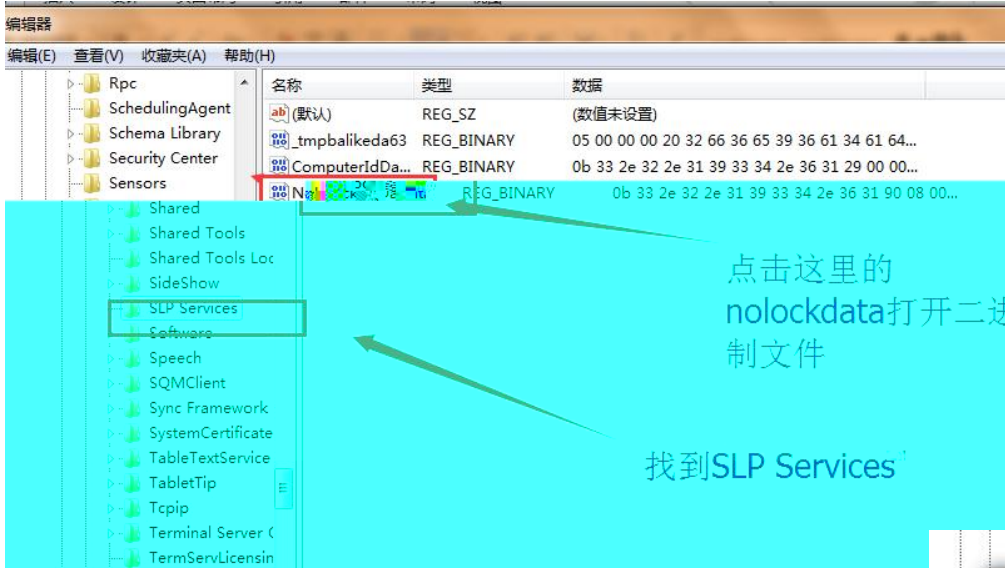 编辑器
编辑(E) 查看(V) 收藏夹(A) 帮助(H)
Rpc
SchedulingAgent
Schema Library
Security Center
Sensors
Shared
Shared Tools
Shared Tools Loc
SideShow
SLP Services
Software
Speech
SQMClient
Sync Framework
SystemCertificate
TableTextService
TabletTip
Tcpip
Terminal Server
TermServLicensin
名称 类型 数据
(默认) REG_SZ (数值未设置)
_tmpbalikeda63 REG_BINARY 05 00 00 00 20 32 66 36 65 39 36 61 34 61 64...
ComputerIdDa... REG_BINARY 0b 33 2e 32 2e 31 39 33 34 2e 36 31 29 00 00...
REG_BINARY 0b 33 2e 32 2e 31 39 33 34 2e 36 31 90 08 00...
点击这里的
nolockdata打开二进
制文件
找到SLP Services